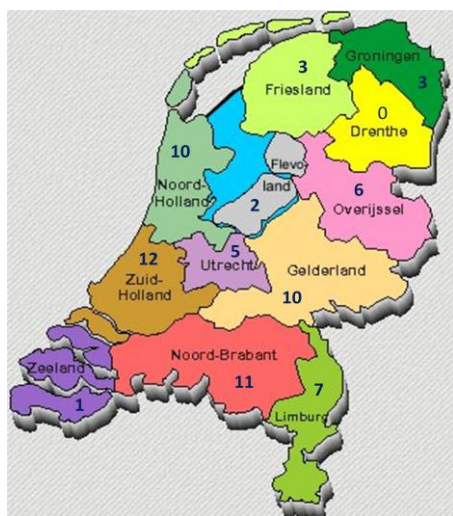 Groningen
3
3
Friesland
0
Drenthe
10
Noord-
Holland
Flevo
land
2
6
Overijssel
5
Utrecht
12
Zuid-
Holland
Gelderland
10
Zeeland
1
Noord-Brabant
11
7
Limburg